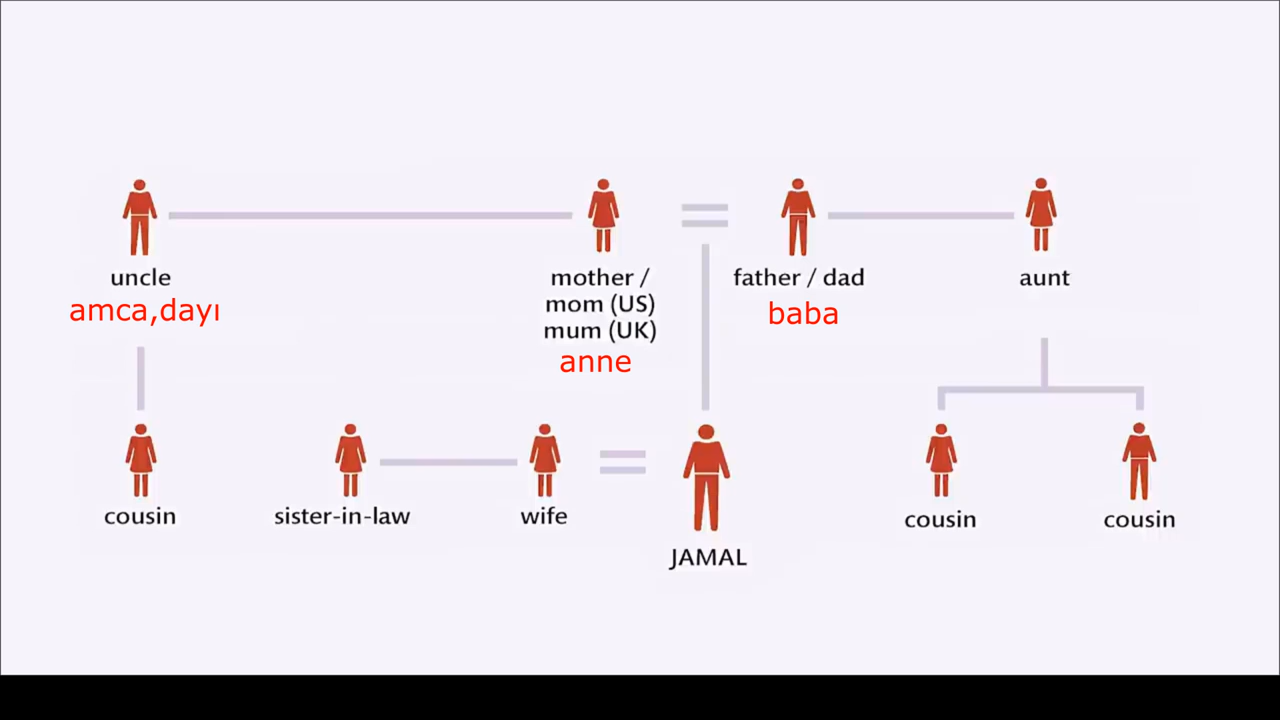 uncle
amca,dayı
mother /
mom (US)
mum (UK)
anne
father / dad
baba
aunt
cousin
sister-in-law
wife
JAMAL
cousin
cousin